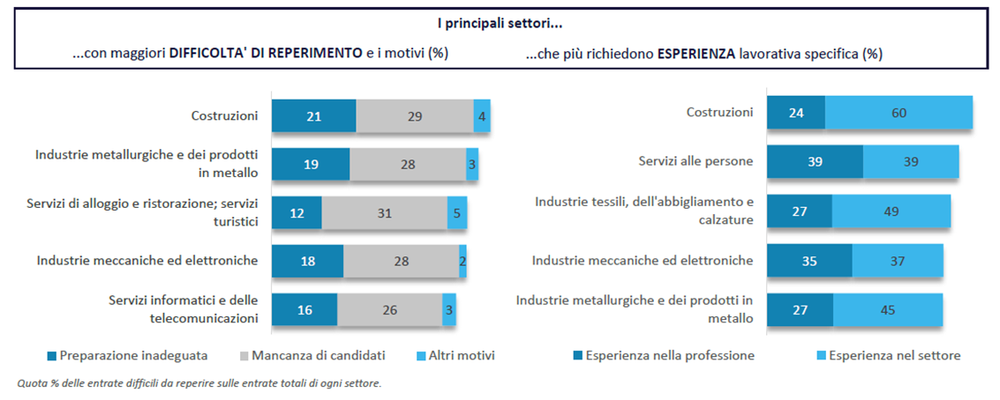 I principali settori...
...con maggiori DIFFICOLTA' DI REPERIMENTO e i motivi (%)
...che più richiedono ESPERIENZA lavorativa specifica (%)
Costruzioni
21 29 4
Industrie metallurgiche e dei prodotti
in metallo
19 28 3
Servizi di alloggio e ristorazione; servizi
turistici
12 31 5
Industrie meccaniche ed elettroniche
18 28 2
Servizi informatici e delle
telecomunicazioni
16 26 3
Preparazione inadeguata
Mancanza di candidati
Altri motivi
Costruzioni
24 60
Servizi alle persone
39 39
Industrie tessili, dell'abbigliamento e
calzature
27 49
Industrie meccaniche ed elettroniche
35 37
Industrie metallurgiche e dei prodotti in
metallo
27 45
Esperienza nella professione
Esperienza nel settore
Quota % delle entrate difficili da reperire sulle entrate totali di ogni settore.